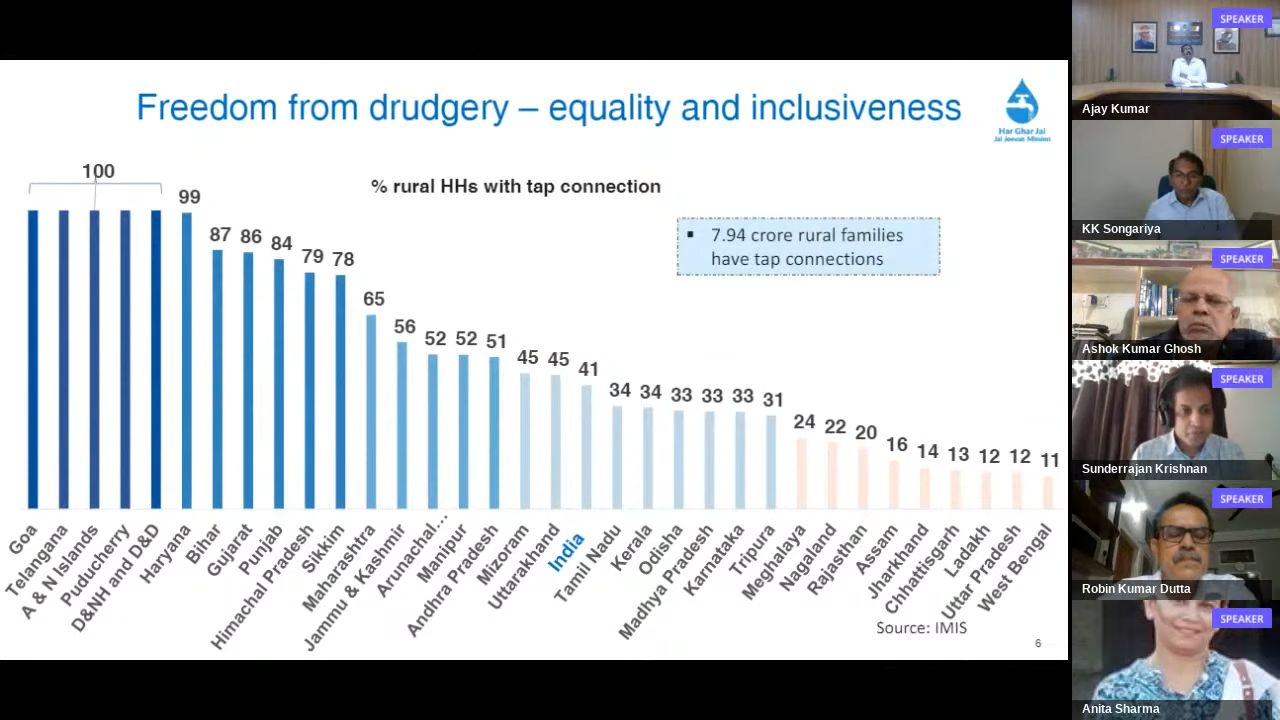 Freedom from drudgery – equality and inclusiveness
Har Ghar Jal
Jal Jeevan Mission
% rural HHs with tap connection
▪ 7.94 crore rural families
have tap connections
100
99
87
86
84
79
78
65
56
52
52
51
45
45
41
34
34
33
33
33
31
24
22
20
16
14
13
12
12
11
Goa
Telangana
A & N Islands
Puducherry
D&NH and D&D
Haryana
Bihar
Gujarat
Punjab
Himachal Pradesh
Sikkim
Maharashtra
Jammu & Kashmir
Arunachal...
Manipur
Andhra Pradesh
Mizoram
Uttarakhand
India
Tamil Nadu
Kerala
Odisha
Madhya Pradesh
Karnataka
Tripura
Meghalaya
Nagaland
Rajasthan
Assam
Jharkhand
Chhattisgarh
Ladakh
Uttar Pradesh
West Bengal
Source: IMIS
6
SPEAKER
Ajay Kumar
SPEAKER
KK Songariya
SPEAKER
Ashok Kumar Ghosh
SPEAKER
Sunderrajan Krishnan
SPEAKER
Robin Kumar Dutta
SPEAKER
Anita Sharma